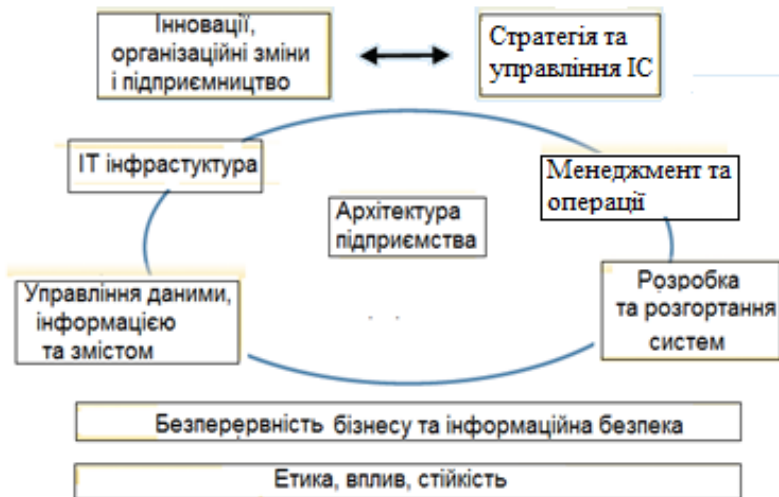 Інновації,
організаційні зміни
і підприємництво
Стратегія та
управління ІС
ІТ інфрастуктура
Менеджмент та
операції
Архітектура
підприємства
Управління даними,
інформацією
та змістом
Розробка
та розгортання
систем
Безперервність бізнесу та інформаційна безпека
Етика, вплив, стійкість